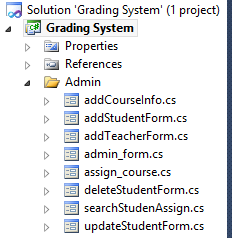 Solution 'Grading System' (1 project)
Grading System
Properties
References
Admin
addCourseInfo.cs
addStudentForm.cs
addTeacherForm.cs
admin_form.cs
assign_course.cs
deleteStudentForm.cs
searchStudenAssign.cs
updateStudentForm.cs